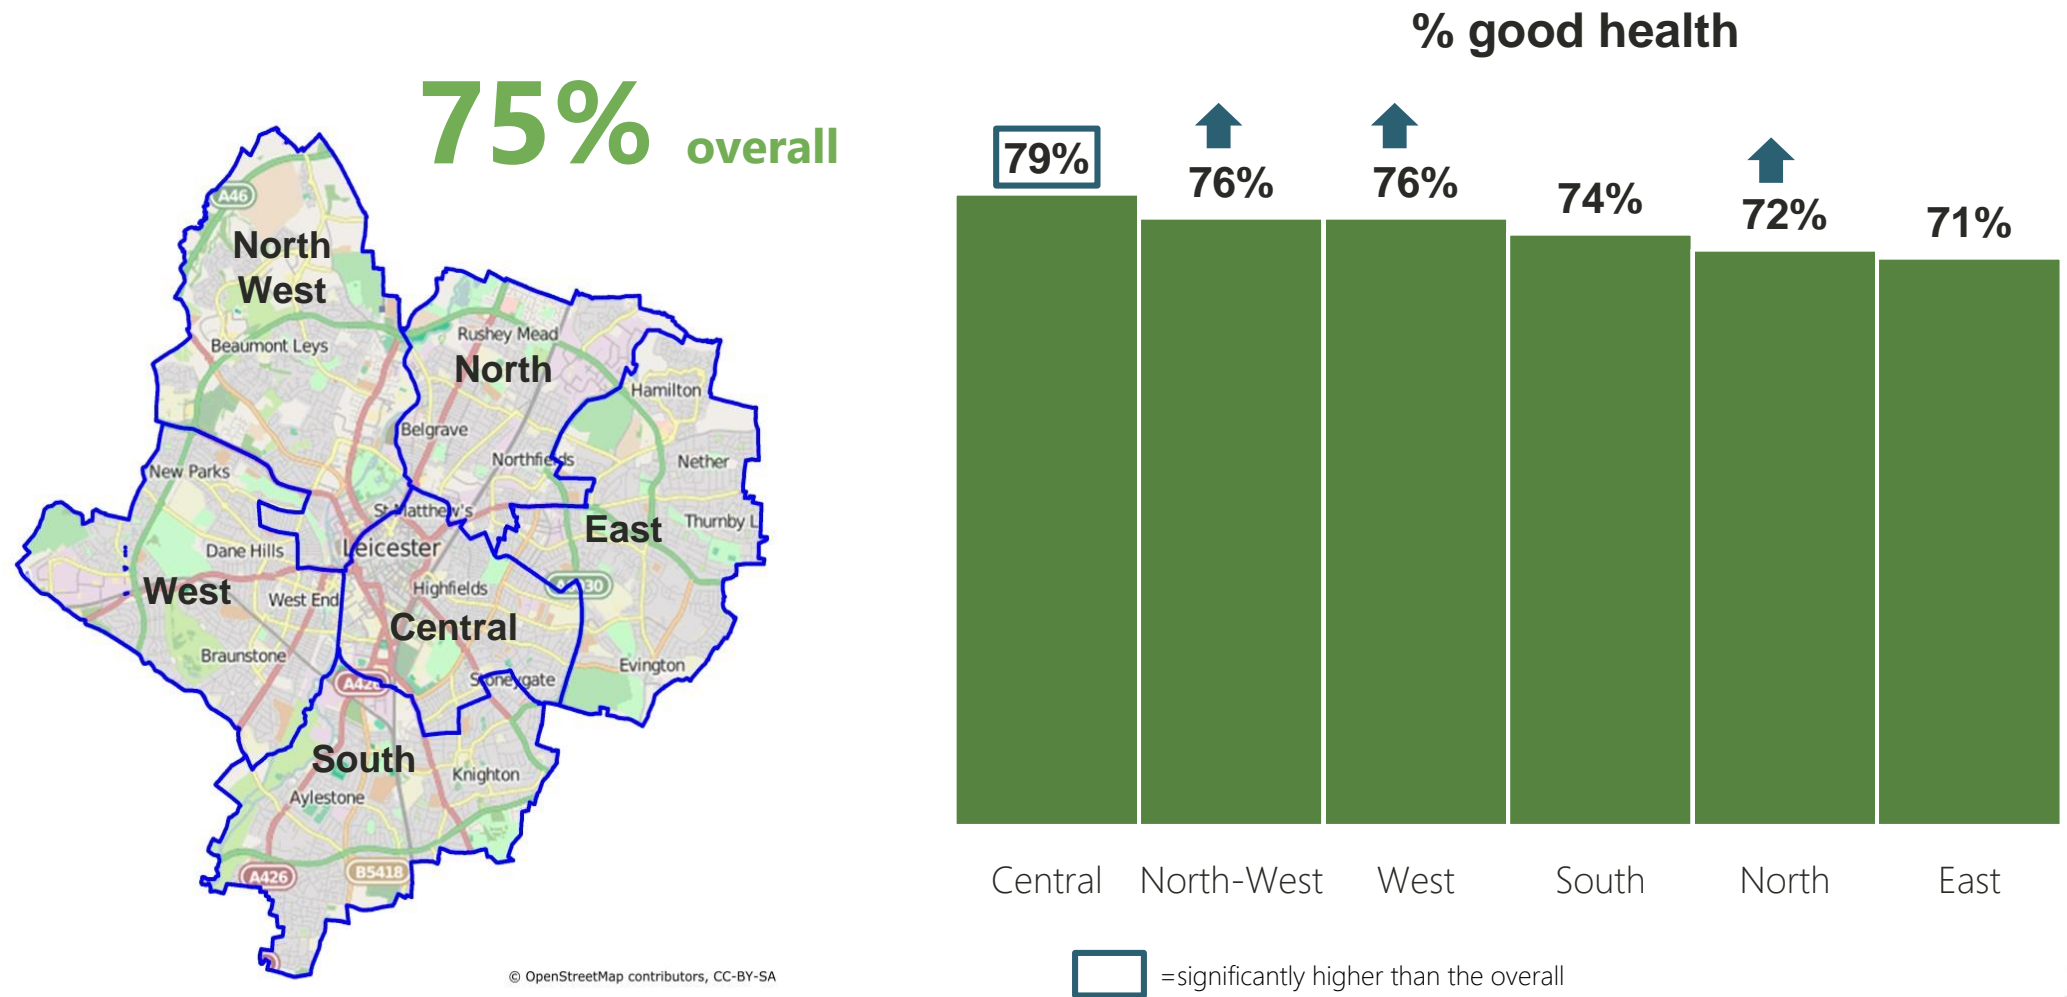 % good health
75% overall
79%
76%
76%
74%
72%
71%
Central
North-West
West
South
North
East
=significantly higher than the overall
A46
North
West
Beaumont Leys
Rushey Mead
North
Hamilton
Belgrave
Northfields
Nether
New Parks
St Matthew's
East
Thurnby L
Dane Hills
Leicester
West
West End
Highfields
Central
Braunstone
Evington
Stoneygate
South
Knighton
Aylestone
A426
B5418
© OpenStreetMap contributors, CC-BY-SA